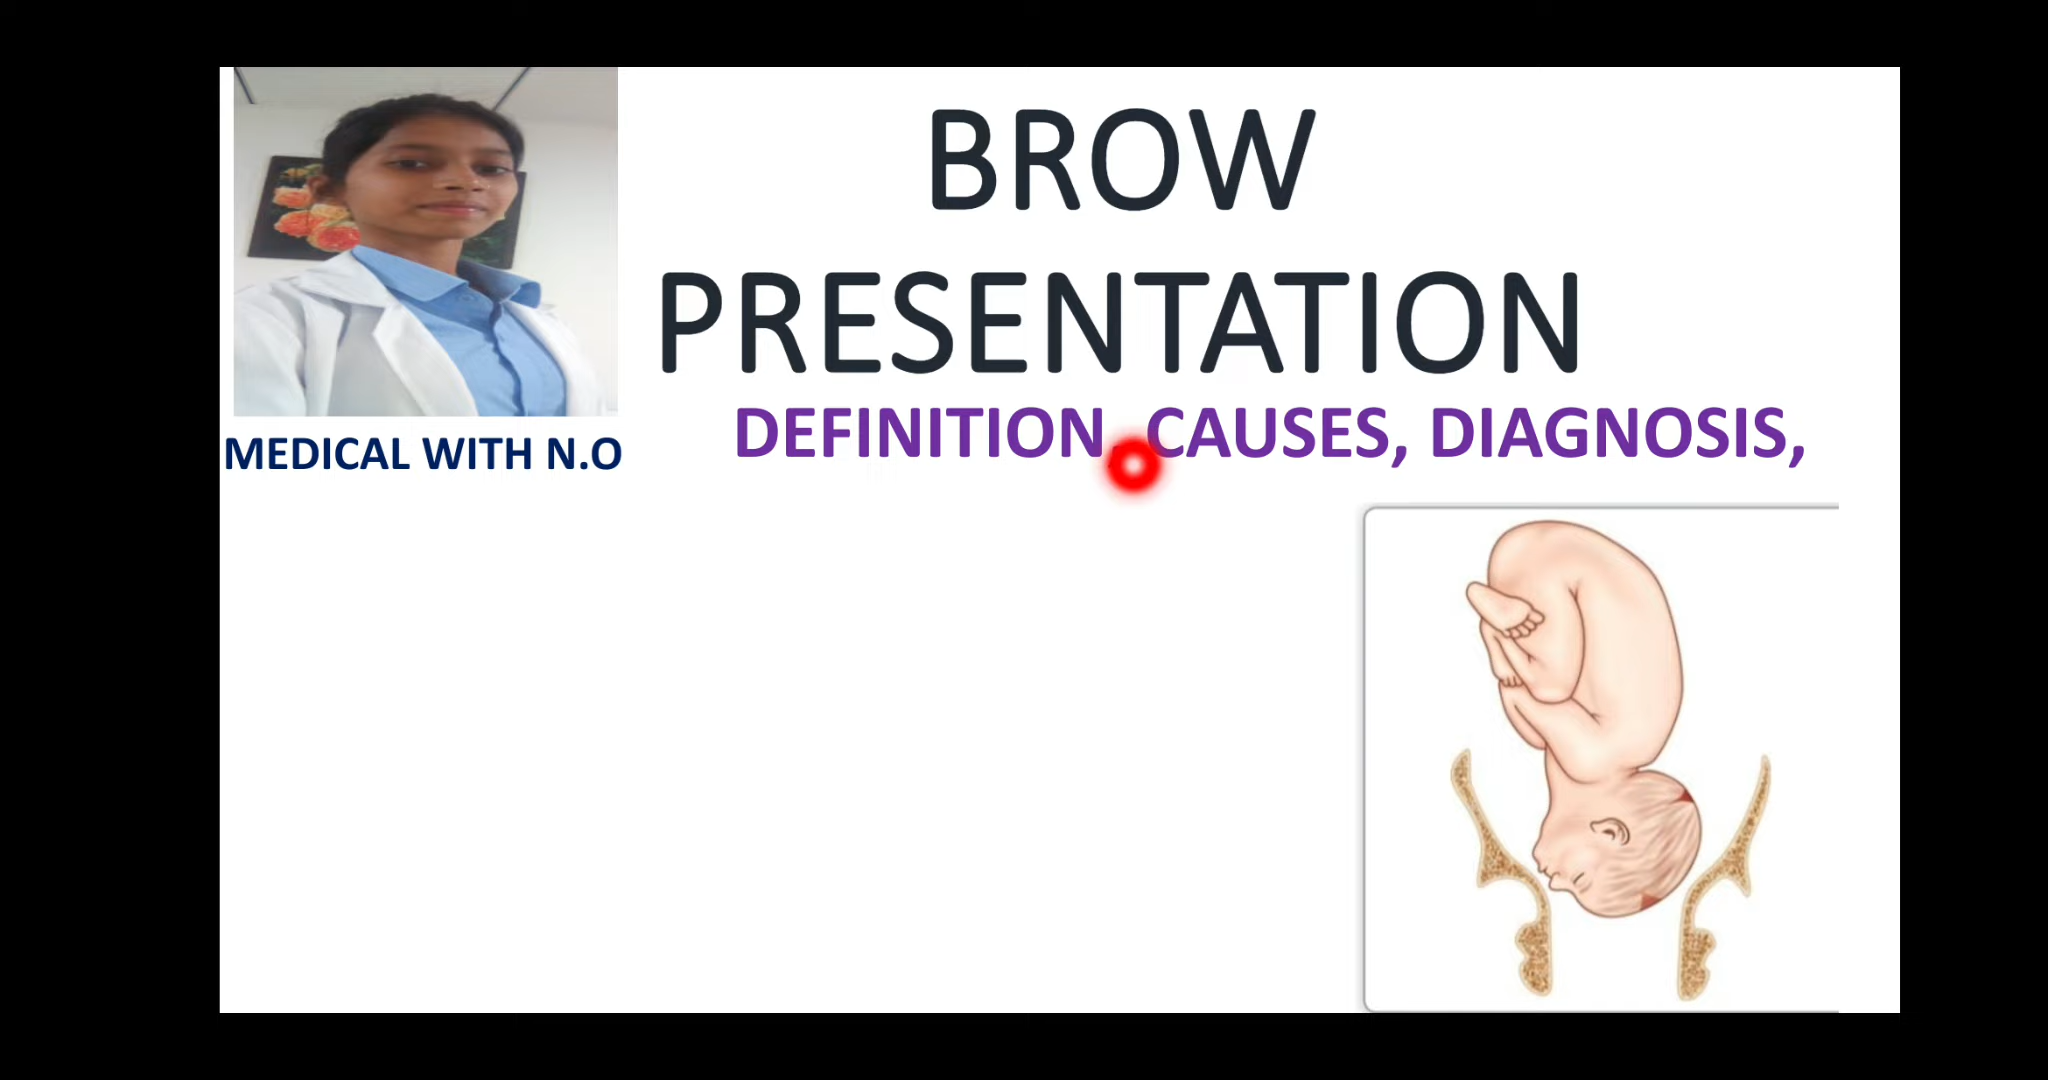 BROW
PRESENTATION
DEFINITION, CAUSES, DIAGNOSIS,
MEDICAL WITH N.O